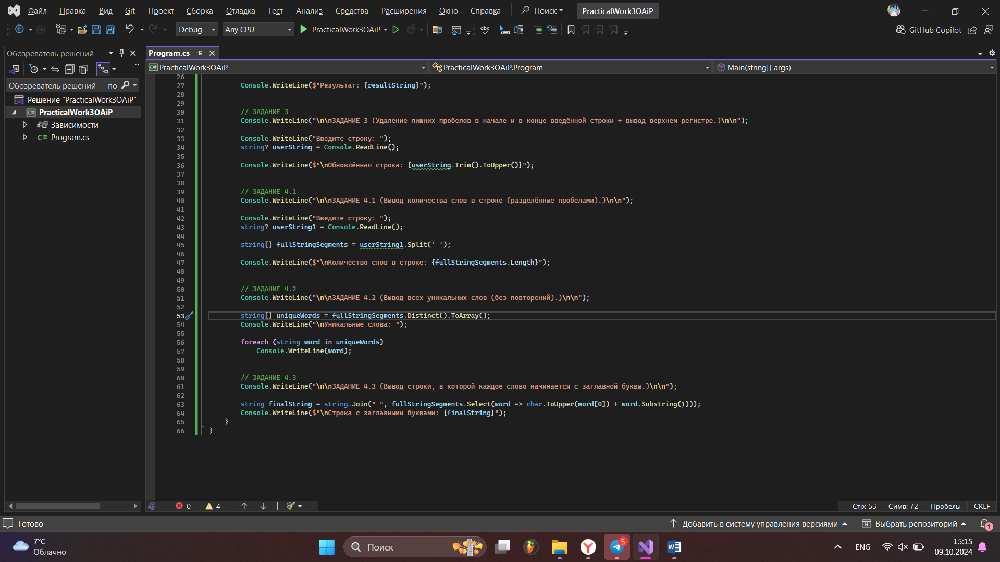 Файл Правка Вид Git Проект Сборка Отладка Тест Анализ Средства Расширения Окно Справка Поиск PracticalWork3OAiP
Debug Any CPU PracticalWork3OAiP GitHub Copilot
Обозреватель решений
Program.cs
PracticalWork3OAiP PracticalWork3OAiP.Program Main(string[] args)
Обозреватель решений — по
Решение "PracticalWork3OAiP"
PracticalWork3OAiP
Зависимости
C# Program.cs
26
27 Console.WriteLine($"Результат: {resultString}");
28
29
30 // ЗАДАНИЕ 3
31 Console.WriteLine("\n\nЗАДАНИЕ 3 (Удаление лишних пробелов в начале и в конце введённой строки + вывод верхнем регистре.)\n\n");
32
33 Console.WriteLine("Введите строку: ");
34 string? userString = Console.ReadLine();
35
36 Console.WriteLine($"\nОбновлённая строка: {userString.Trim().ToUpper()}");
37
38
39 // ЗАДАНИЕ 4.1
40 Console.WriteLine("\n\nЗАДАНИЕ 4.1 (Вывод количества слов в строке (разделённые пробелами).)\n\n");
41
42 Console.WriteLine("Введите строку: ");
43 string? userString1 = Console.ReadLine();
44
45 string[] fullStringSegments = userString1.Split(' ');
46
47 Console.WriteLine($"\nКоличество слов в строке: {fullStringSegments.Length}");
48
49
50 // ЗАДАНИЕ 4.2
51 Console.WriteLine("\n\nЗАДАНИЕ 4.2 (Вывод всех уникальных слов (без повторений).)\n\n");
52
53 string[] uniqueWords = fullStringSegments.Distinct().ToArray();
54 Console.WriteLine("\nУникальные слова: ");
55
56 foreach (string word in uniqueWords)
57 Console.WriteLine(word);
58
59
60 // ЗАДАНИЕ 4.3
61 Console.WriteLine("\n\nЗАДАНИЕ 4.3 (Вывод строки, в которой каждое слово начинается с заглавной буквы.)\n\n");
62
63 string finalString = string.Join(" ", fullStringSegments.Select(word => char.ToUpper(word[0]) + word.Substring(1)));
64 Console.WriteLine($"\nСтрока с заглавными буквами: {finalString}");
65 }
66 }
0 4 Стр: 53 Симв: 72 Пробелы CRLF
Готово Добавить в систему управления версиями Выбрать репозиторий 1
7°C
Облачно
Поиск 5 ENG
15:15
09.10.2024